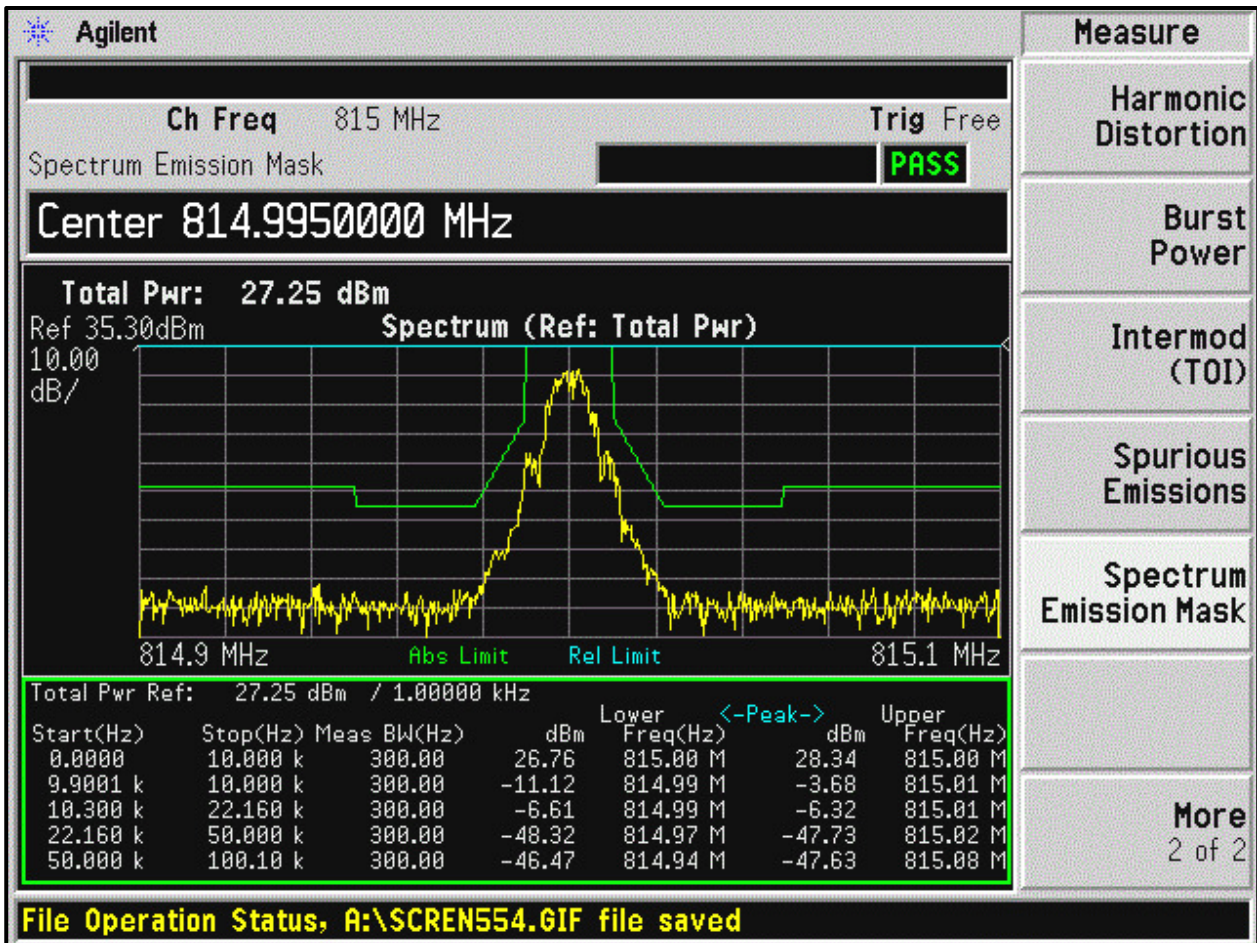 Agilent
Measure
Ch Freq 815 MHz Trig Free
Spectrum Emission Mask PASS
Center 814.9950000 MHz
Total Pwr: 27.25 dBm
Ref 35.30dBm Spectrum (Ref: Total Pwr)
10.00
dB/
814.9 MHz Abs Limit Rel Limit 815.1 MHz
Total Pwr Ref: 27.25 dBm / 1.00000 kHz
Lower <-Peak-> Upper
Start(Hz) Stop(Hz) Meas BW(Hz) dBm Freq(Hz) dBm Freq(Hz)
0.0000 10.000 k 300.00 26.76 815.00 M 28.34 815.00 M
9.9001 k 10.000 k 300.00 -11.12 814.99 M -3.68 815.01 M
10.300 k 22.160 k 300.00 -6.61 814.99 M -6.32 815.01 M
22.160 k 50.000 k 300.00 -48.32 814.97 M -47.73 815.02 M
50.000 k 100.10 k 300.00 -46.47 814.94 M -47.63 815.08 M
Harmonic
Distortion
Burst
Power
Intermod
(TOI)
Spurious
Emissions
Spectrum
Emission Mask
More
2 of 2
File Operation Status, A:\SCREN554.GIF file saved